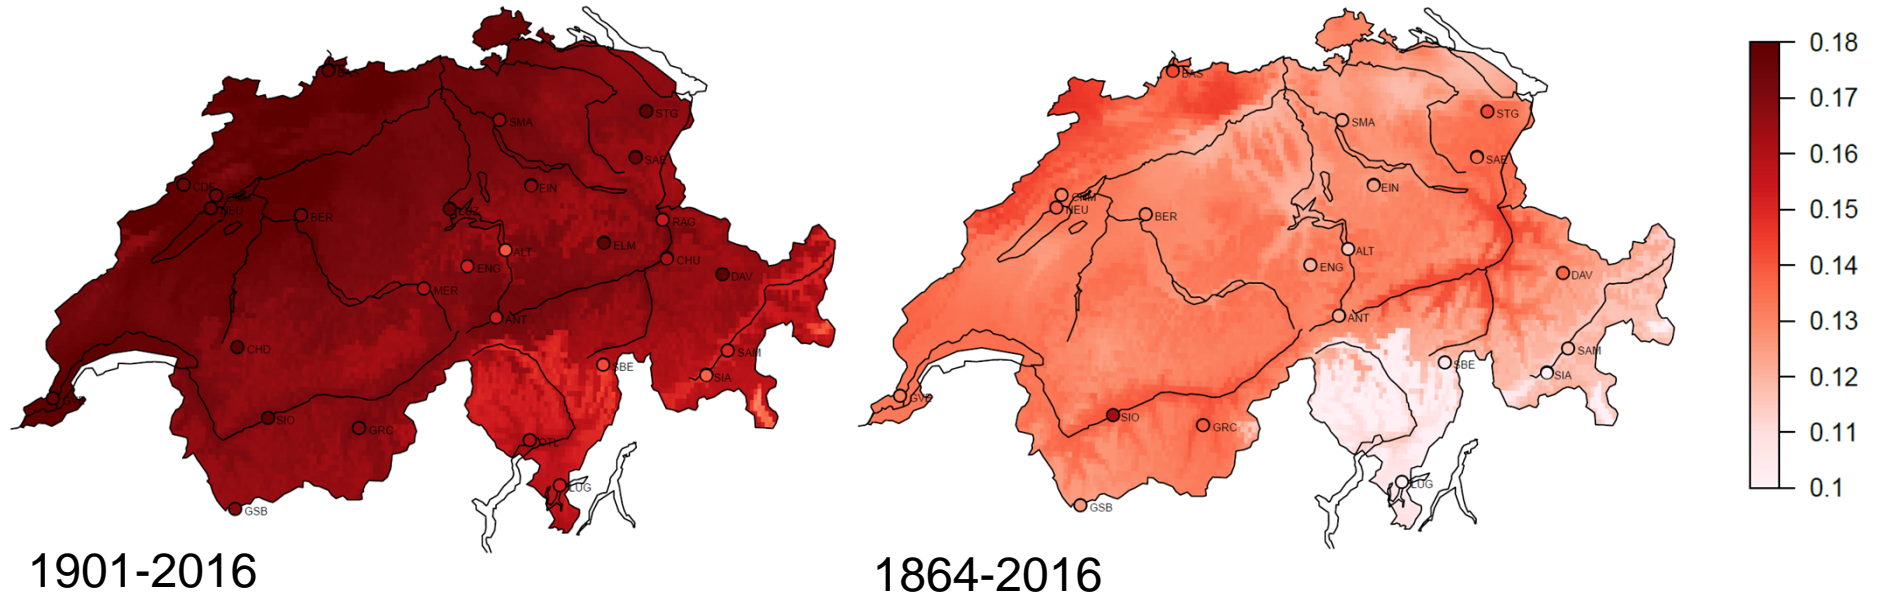 BAS
STG
SMA
SAE
CDF
EIN
NEU
BER
LUZ
RAG
ELM
ALT
CHU
ENG
DAV
MER
ANT
CHD
SAM
SBE
SIA
GVE
SIO
GRC
OTL
LUG
GSB
1901-2016
BAS
STG
SMA
SAE
EIN
NEU
BER
ALT
ENG
DAV
ANT
SAM
SBE
SIA
GVE
SIO
GRC
LUG
GSB
1864-2016
0.18
0.17
0.16
0.15
0.14
0.13
0.12
0.11
0.1